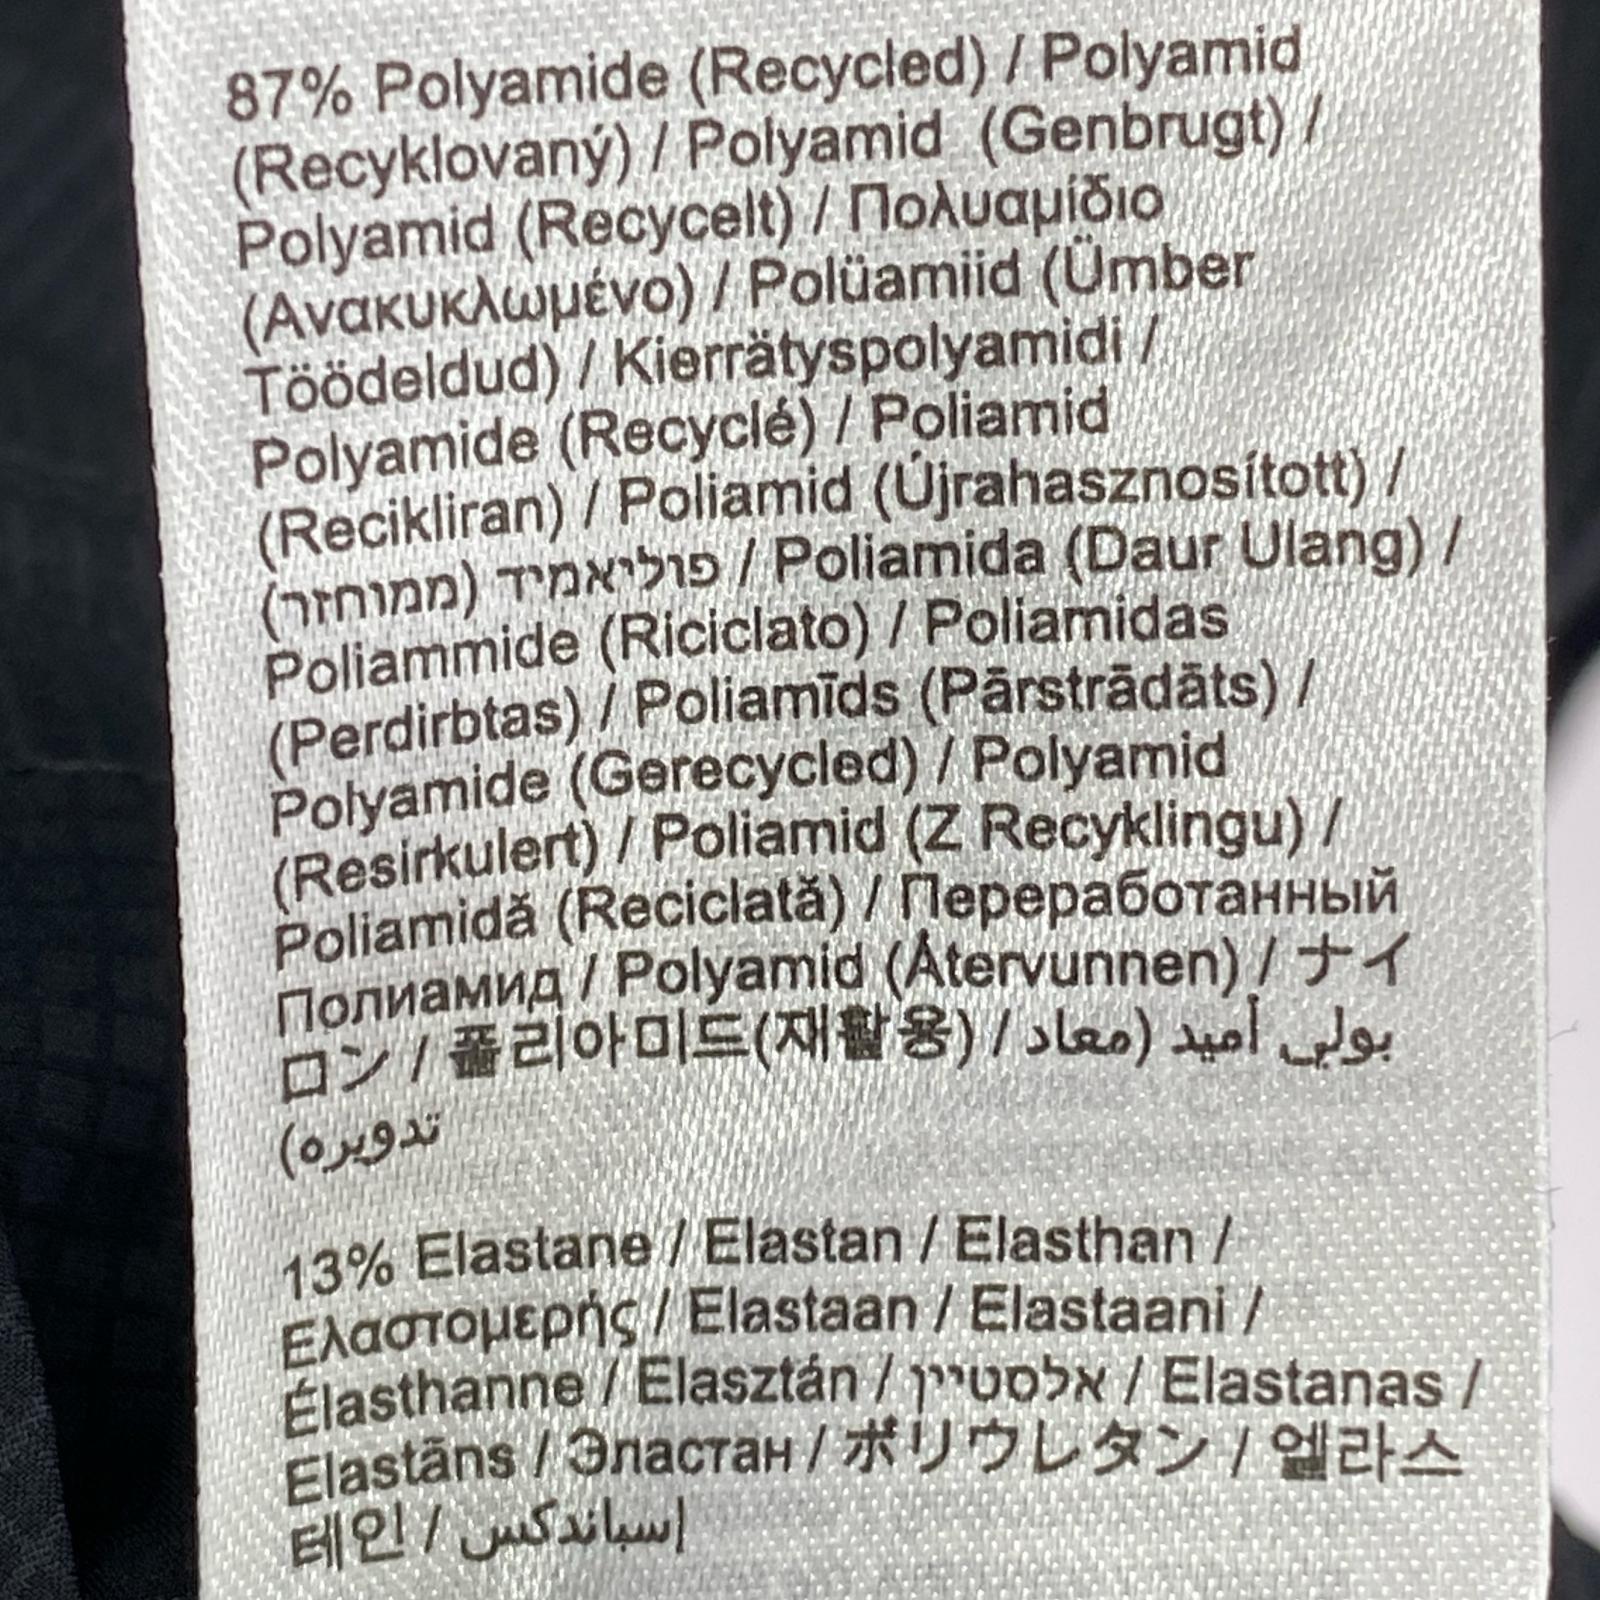 87% Polyamide (Recycled) / Polyamid
(Recyklovaný) / Polyamid (Genbrugt) /
Polyamid (Recycelt) / Πολυαμίδιο
(Ανακυκλωμένο) / Polüamiid (Ümber
Töödeldud) / Kierrätyspolyamidi /
Polyamide (Recyclé) / Poliamid
(Recikliran) / Poliamid (Újrahasznosított) /
פוליאמיד (ממוחזר) / Poliamida (Daur Ulang) /
Poliammide (Riciclato) / Poliamidas
(Perdirbtas) / Poliamīds (Pārstrādāts) /
Polyamide (Gerecycled) / Polyamid
(Resirkulert) / Poliamid (Z Recyklingu) /
Poliamidă (Reciclată) / Переработанный
Полиамид / Polyamid (Återvunnen) / ナイ
ロン / 폴리아미드(재활용) / بولي أميد (معاد
تدويره)
13% Elastane / Elastan / Elasthan /
Ελαστομερής / Elastaan / Elastaani /
Élasthanne / Elasztán / אלסטיין / Elastanas /
Elastāns / Эластан / ポリウレタン / 엘라스
테인 / إسباندكس